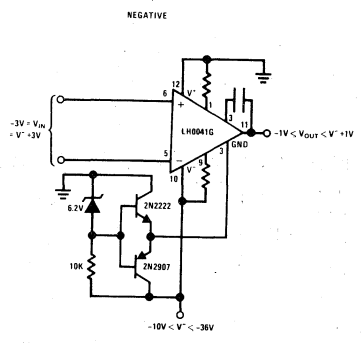 NEGATIVE
12
V+
6
+
1
3
11
-3V = VIN
= V- +3V
LH0041G
-1V < VOUT < V- +1V
GND
5
-
9
3
10
V-
6.2V
2N2222
10K
2N2907
-10V < V- < -36V